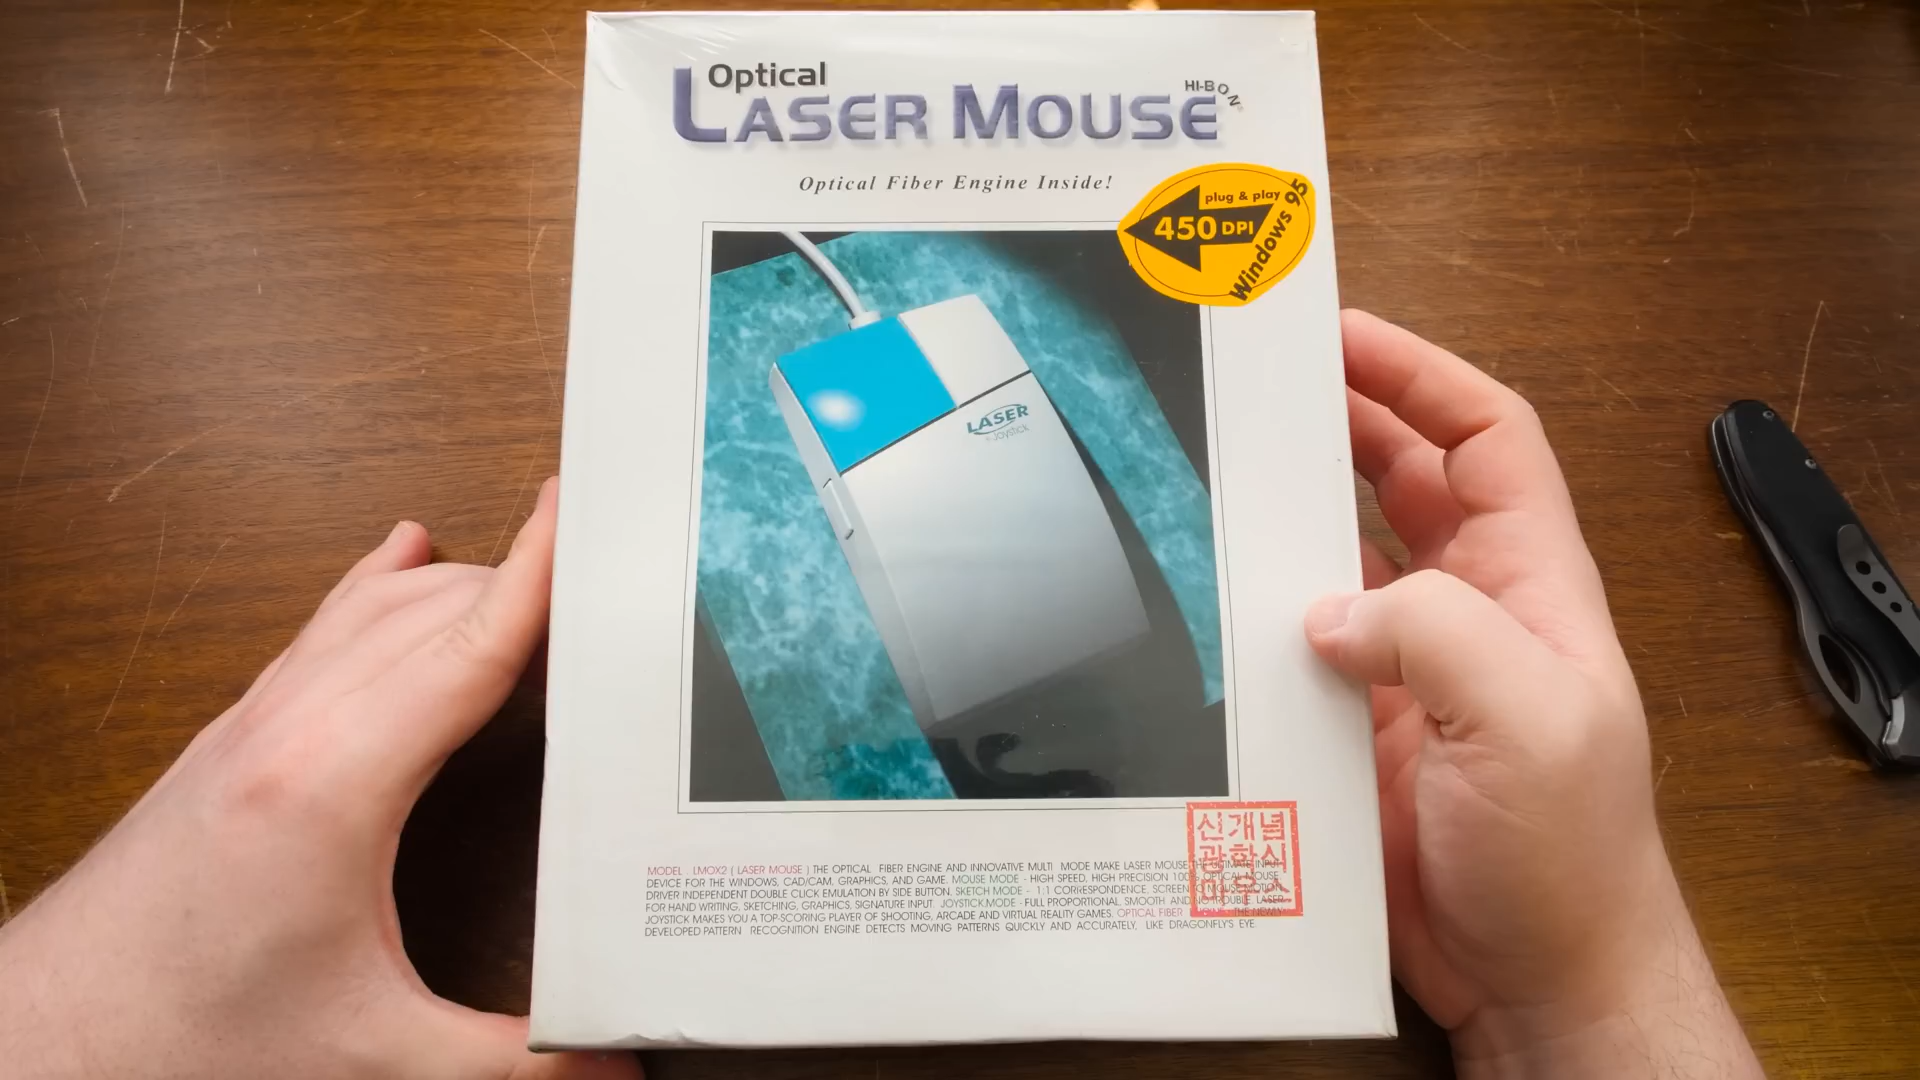 Optical
LASER MOUSE HI-BON
Optical Fiber Engine Inside!
plug & play
450 DPI
Windows 95
LASER
+Joystick
MODEL . LMOX2 ( LASER MOUSE ) THE OPTICAL FIBER ENGINE AND INNOVATIVE MULTI MODE MAKE LASER MOUSE THE ULTIMATE INPUT
DEVICE FOR THE WINDOWS, CAD/CAM, GRAPHICS, AND GAME. MOUSE MODE - HIGH SPEED, HIGH PRECISION 100% OPTICAL MOUSE.
DRIVER INDEPENDENT DOUBLE CLICK EMULATION BY SIDE BUTTON. SKETCH MODE - 1:1 CORRESPONDENCE, SCREEN TO MOUSE MOTION
FOR HAND WRITING, SKETCHING, GRAPHICS, SIGNATURE INPUT. JOYSTICK.MODE - FULL PROPORTIONAL, SMOOTH AND NO TROUBLE. LASER
JOYSTICK MAKES YOU A TOP-SCORING PLAYER OF SHOOTING, ARCADE AND VIRTUAL REALITY GAMES. OPTICAL FIBER THE NEWLY
DEVELOPED PATTERN RECOGNITION ENGINE DETECTS MOVING PATTERNS QUICKLY AND ACCURATELY, LIKE DRAGONFLY'S EYE.
신개념
광학식
마우스